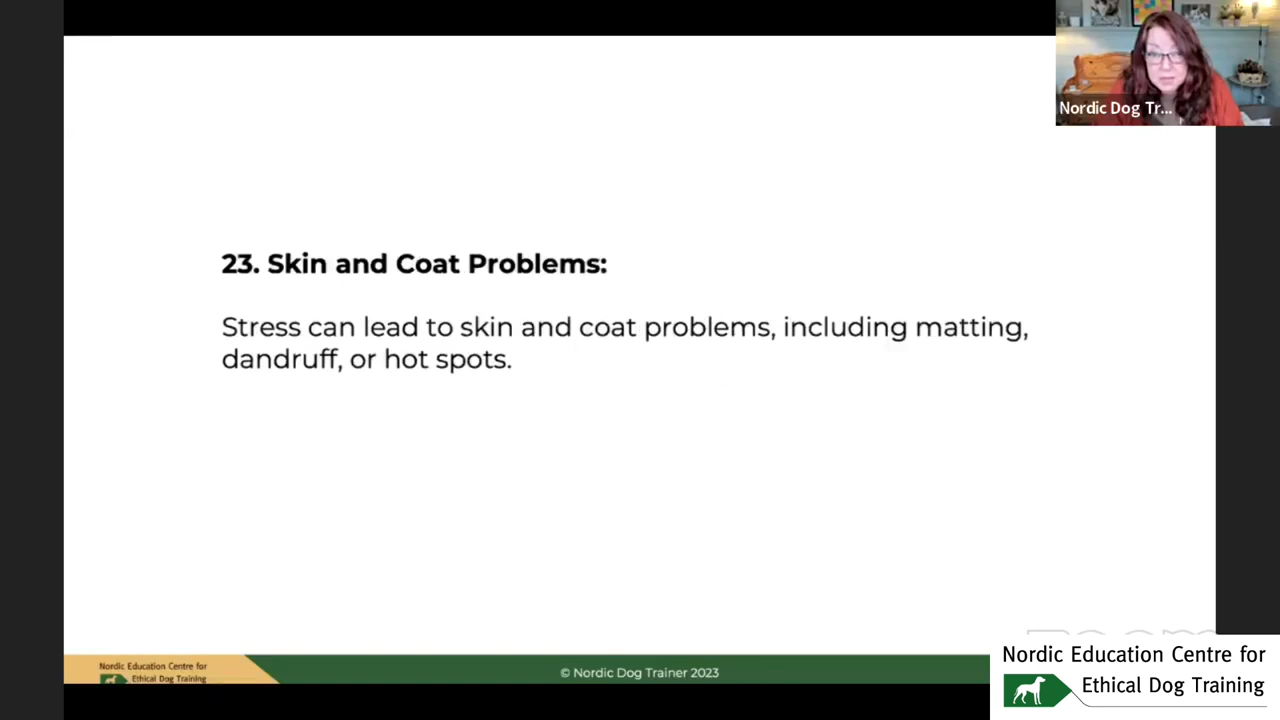 Nordic Dog Tr...
23. Skin and Coat Problems:
Stress can lead to skin and coat problems, including matting,
dandruff, or hot spots.
Nordic Education Centre for
Ethical Dog Training
© Nordic Dog Trainer 2023
zoom
Nordic Education Centre for
Ethical Dog Training